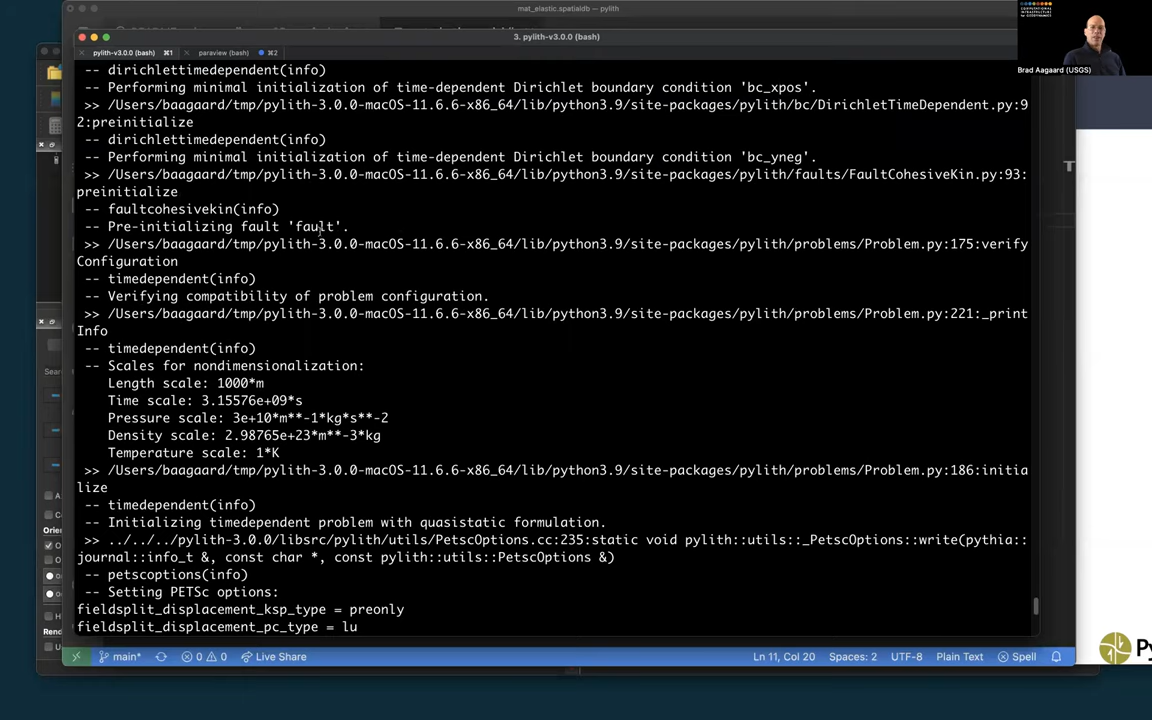 mat_elastic.spatialdb — pylith
3. pylith-v3.0.0 (bash)
pylith-v3.0.0 (bash) ⌘1
paraview (bash) ⌘2
COMPUTATIONAL
INFRASTRUCTURE
for GEODYNAMICS
Brad Aagaard (USGS)
-- dirichlettimedependent(info)
-- Performing minimal initialization of time-dependent Dirichlet boundary condition 'bc_xpos'.
>> /Users/baagaard/tmp/pylith-3.0.0-macOS-11.6.6-x86_64/lib/python3.9/site-packages/pylith/bc/DirichletTimeDependent.py:9
2:preinitialize
-- dirichlettimedependent(info)
-- Performing minimal initialization of time-dependent Dirichlet boundary condition 'bc_yneg'.
>> /Users/baagaard/tmp/pylith-3.0.0-macOS-11.6.6-x86_64/lib/python3.9/site-packages/pylith/faults/FaultCohesiveKin.py:93:
preinitialize
-- faultcohesivekin(info)
-- Pre-initializing fault 'fault'.
>> /Users/baagaard/tmp/pylith-3.0.0-macOS-11.6.6-x86_64/lib/python3.9/site-packages/pylith/problems/Problem.py:175:verify
Configuration
-- timedependent(info)
-- Verifying compatibility of problem configuration.
>> /Users/baagaard/tmp/pylith-3.0.0-macOS-11.6.6-x86_64/lib/python3.9/site-packages/pylith/problems/Problem.py:221:_print
Info
-- timedependent(info)
-- Scales for nondimensionalization:
Length scale: 1000*m
Time scale: 3.15576e+09*s
Pressure scale: 3e+10*m**-1*kg*s**-2
Density scale: 2.98765e+23*m**-3*kg
Temperature scale: 1*K
>> /Users/baagaard/tmp/pylith-3.0.0-macOS-11.6.6-x86_64/lib/python3.9/site-packages/pylith/problems/Problem.py:186:initia
lize
-- timedependent(info)
-- Initializing timedependent problem with quasistatic formulation.
>> ../../../pylith-3.0.0/libsrc/pylith/utils/PetscOptions.cc:235:static void pylith::utils::_PetscOptions::write(pythia::
journal::info_t &, const char *, const pylith::utils::PetscOptions &)
-- petscoptions(info)
-- Setting PETSc options:
fieldsplit_displacement_ksp_type = preonly
fieldsplit_displacement_pc_type = lu
Sear
A
Orien
O
Rend
main* 0 0 Live Share
Ln 11, Col 20 Spaces: 2 UTF-8 Plain Text Spell
Py